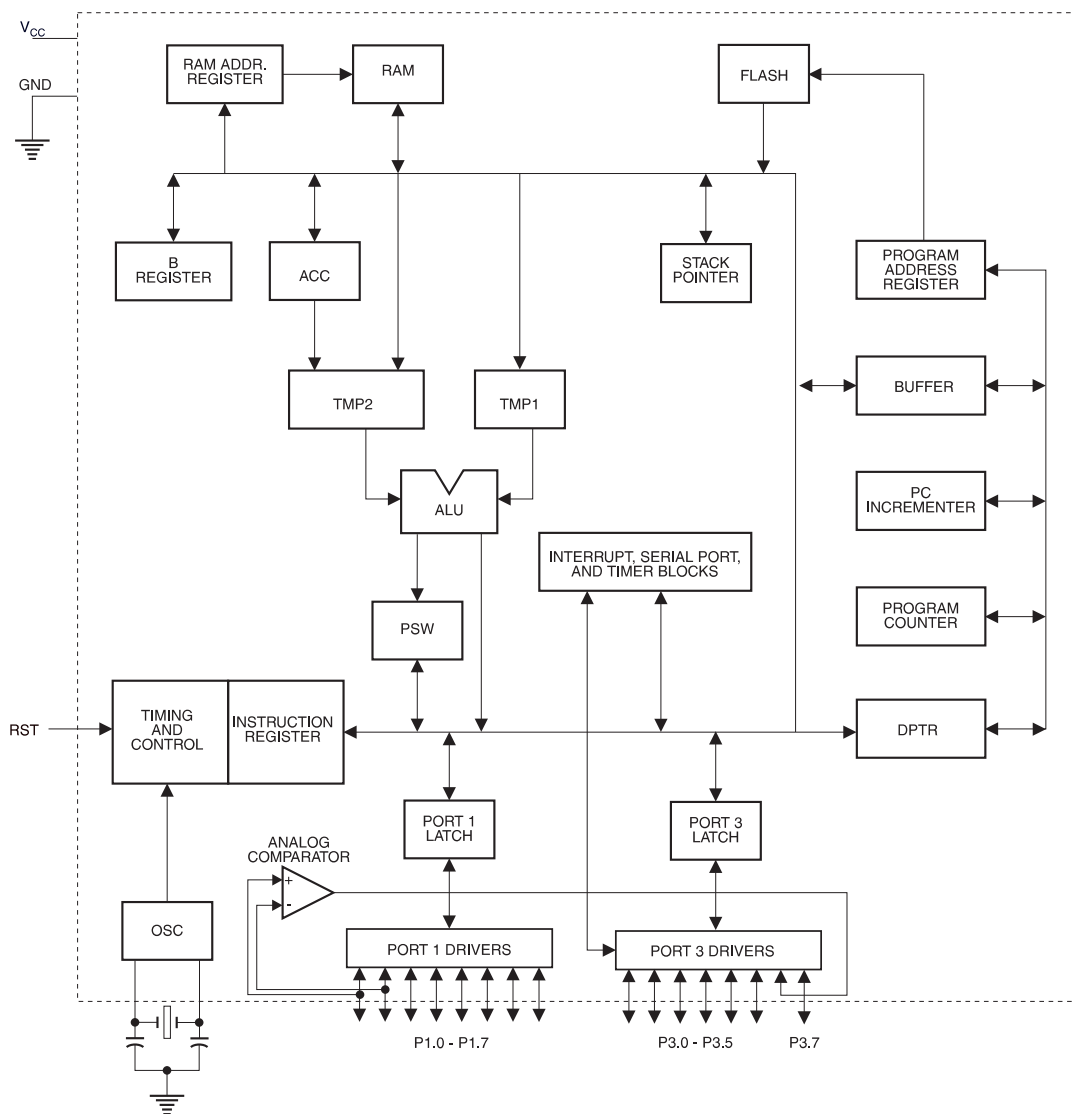 VCC
GND
RAM ADDR.
REGISTER
RAM
FLASH
B
REGISTER
ACC
STACK
POINTER
PROGRAM
ADDRESS
REGISTER
TMP2
TMP1
BUFFER
ALU
PC
INCREMENTER
INTERRUPT, SERIAL PORT,
AND TIMER BLOCKS
PSW
PROGRAM
COUNTER
RST
TIMING
AND
CONTROL
INSTRUCTION
REGISTER
DPTR
PORT 1
LATCH
PORT 3
LATCH
ANALOG
COMPARATOR
+
-
OSC
PORT 1 DRIVERS
PORT 3 DRIVERS
P1.0 - P1.7
P3.0 - P3.5
P3.7